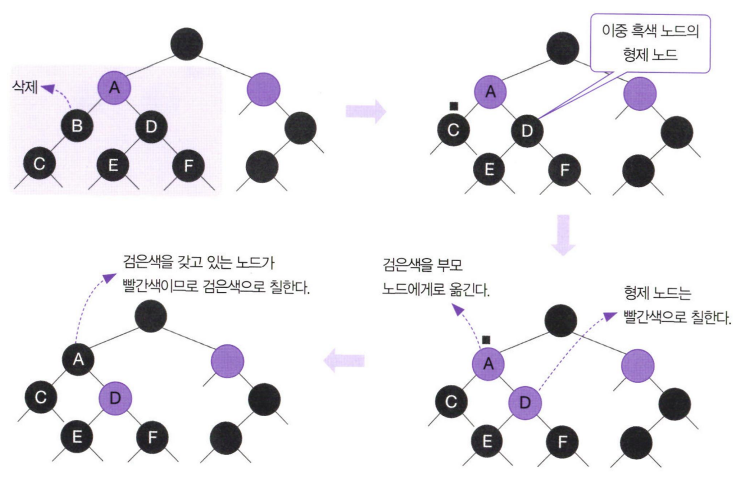 이중 흑색 노드의
형제 노드
삭제
A
B
D
C
E
F
A
C
D
E
F
검은색을 갖고 있는 노드가
빨간색이므로 검은색으로 칠한다.
A
C
D
E
F
검은색을 부모
노드에게로 옮긴다.
형제 노드는
빨간색으로 칠한다.
A
C
D
E
F